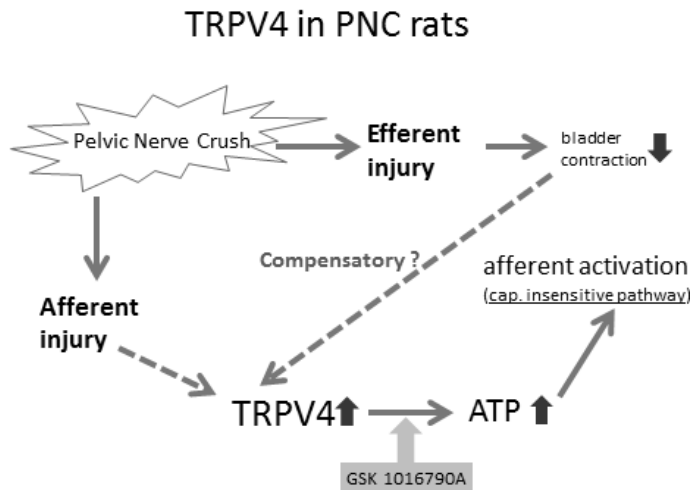 TRPV4 in PNC rats
Pelvic Nerve Crush
Efferent
injury
bladder
contraction
Compensatory ?
afferent activation
(cap. insensitive pathway)
Afferent
injury
TRPV4
ATP
GSK 1016790A